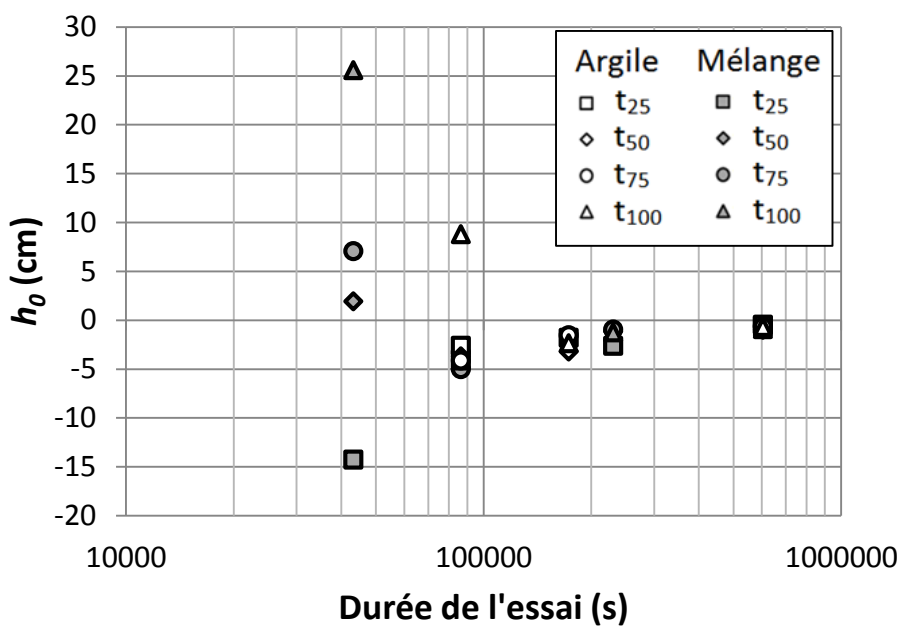 30
25
20
15
10
5
0
-5
-10
-15
-20
h₀ (cm)
Argile Mélange
t₂₅ t₂₅
t₅₀ t₅₀
t₇₅ t₇₅
t₁₀₀ t₁₀₀
10000 100000 1000000
Durée de l'essai (s)